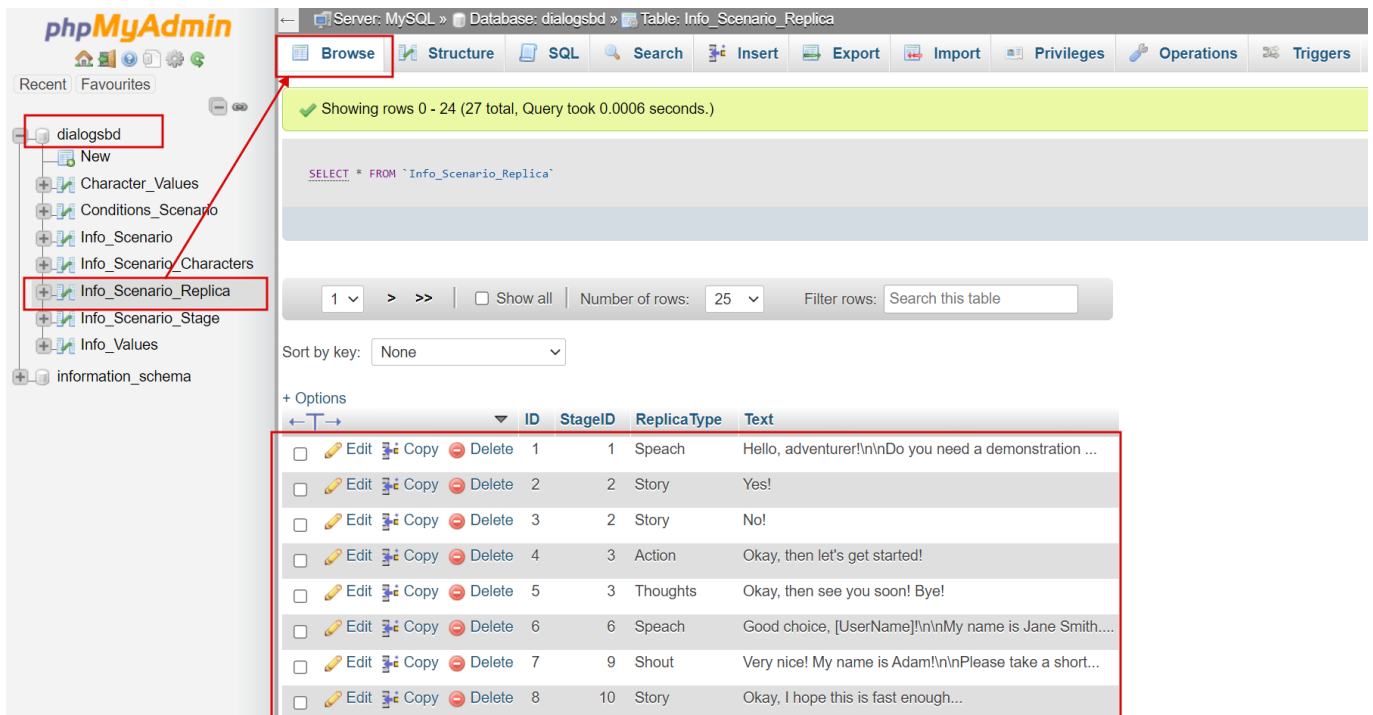 phpMyAdmin
Recent Favourites
dialogsbd
New
Character_Values
Conditions_Scenario
Info_Scenario
Info_Scenario_Characters
Info_Scenario_Replica
Info_Scenario_Stage
Info_Values
information_schema
← Server: MySQL » Database: dialogsbd » Table: Info_Scenario_Replica
Browse Structure SQL Search Insert Export Import Privileges Operations Triggers
Showing rows 0 - 24 (27 total, Query took 0.0006 seconds.)
SELECT * FROM `Info_Scenario_Replica`
1 > >> Show all Number of rows: 25 Filter rows: Search this table
Sort by key: None
+ Options
←T→ ID StageID ReplicaType Text
Edit Copy Delete 1 1 Speach Hello, adventurer!\n\nDo you need a demonstration ...
Edit Copy Delete 2 2 Story Yes!
Edit Copy Delete 3 2 Story No!
Edit Copy Delete 4 3 Action Okay, then let's get started!
Edit Copy Delete 5 3 Thoughts Okay, then see you soon! Bye!
Edit Copy Delete 6 6 Speach Good choice, [UserName]!\n\nMy name is Jane Smith....
Edit Copy Delete 7 9 Shout Very nice! My name is Adam!\n\nPlease take a short...
Edit Copy Delete 8 10 Story Okay, I hope this is fast enough...